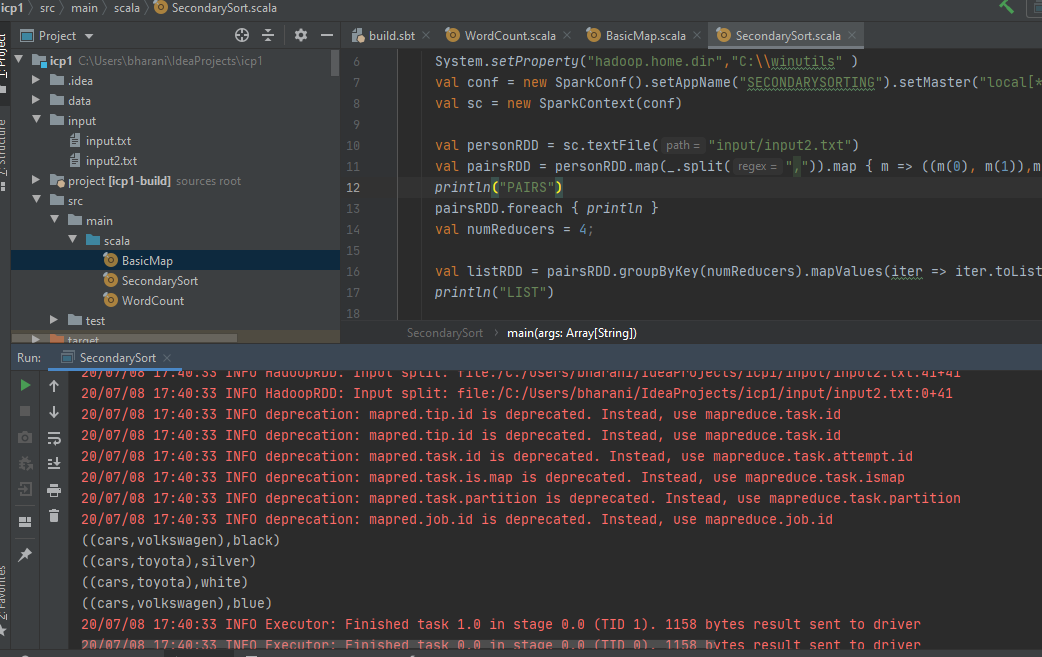 icp1 src main scala SecondarySort.scala
Project
build.sbt WordCount.scala BasicMap.scala SecondarySort.scala
icp1 C:\Users\bharani\IdeaProjects\icp1
.idea
data
input
input.txt
input2.txt
project [icp1-build] sources root
src
main
scala
BasicMap
SecondarySort
WordCount
test
target
1: Project
2: Favorites
6 System.setProperty("hadoop.home.dir","C:\\winutils" )
7 val conf = new SparkConf().setAppName("SECONDARYSORTING").setMaster("local[*
8 val sc = new SparkContext(conf)
9
10 val personRDD = sc.textFile( path = "input/input2.txt")
11 val pairsRDD = personRDD.map(_.split( regex = ",")).map { m => ((m(0), m(1)),m
12 println("PAIRS")
13 pairsRDD.foreach { println }
14 val numReducers = 4;
15
16 val listRDD = pairsRDD.groupByKey(numReducers).mapValues(iter => iter.toList
17 println("LIST")
18
SecondarySort main(args: Array[String])
Run: SecondarySort
20/07/08 17:40:33 INFO HadoopRDD: Input split: file:/C:/Users/bharani/IdeaProjects/icp1/input/input2.txt:41+41
20/07/08 17:40:33 INFO HadoopRDD: Input split: file:/C:/Users/bharani/IdeaProjects/icp1/input/input2.txt:0+41
20/07/08 17:40:33 INFO deprecation: mapred.tip.id is deprecated. Instead, use mapreduce.task.id
20/07/08 17:40:33 INFO deprecation: mapred.tip.id is deprecated. Instead, use mapreduce.task.id
20/07/08 17:40:33 INFO deprecation: mapred.task.id is deprecated. Instead, use mapreduce.task.attempt.id
20/07/08 17:40:33 INFO deprecation: mapred.task.is.map is deprecated. Instead, use mapreduce.task.ismap
20/07/08 17:40:33 INFO deprecation: mapred.task.partition is deprecated. Instead, use mapreduce.task.partition
20/07/08 17:40:33 INFO deprecation: mapred.job.id is deprecated. Instead, use mapreduce.job.id
((cars,volkswagen),black)
((cars,toyota),silver)
((cars,toyota),white)
((cars,volkswagen),blue)
20/07/08 17:40:33 INFO Executor: Finished task 1.0 in stage 0.0 (TID 1). 1158 bytes result sent to driver
20/07/08 17:40:33 INFO Executor: Finished task 0.0 in stage 0.0 (TID 0). 1158 bytes result sent to driver